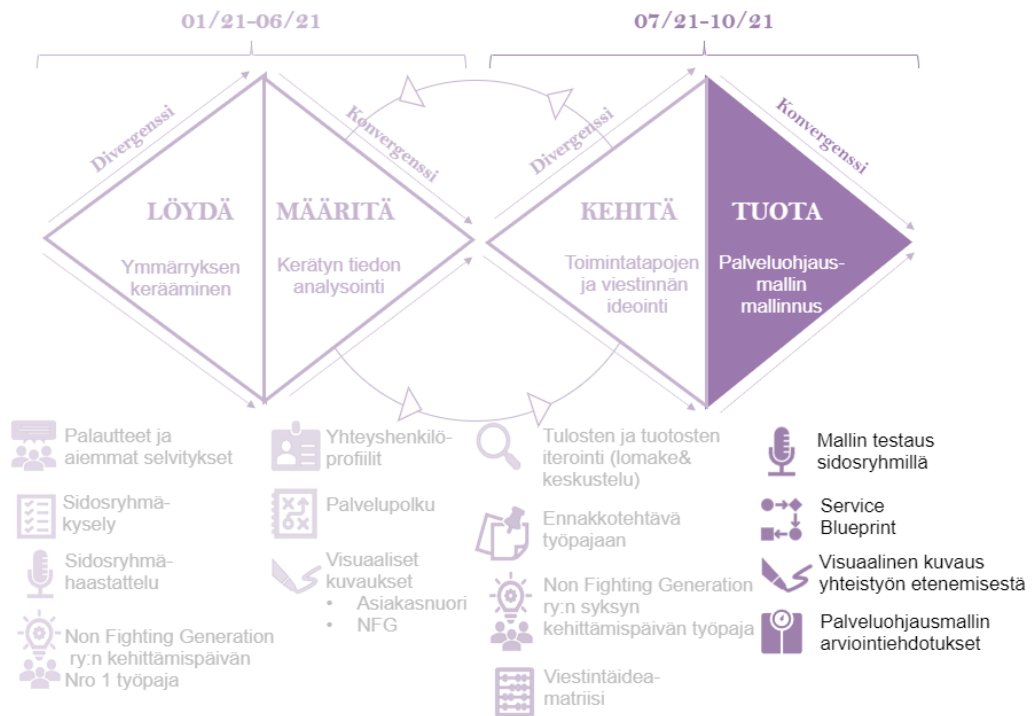 01/21-06/21
07/21-10/21
Divergenssi
Konvergenssi
Divergenssi
Konvergenssi
LÖYDÄ
Ymmärryksen
kerääminen
MÄÄRITÄ
Kerätyn tiedon
analysointi
KEHITÄ
Toimintatapojen
ja viestinnän
ideointi
TUOTA
Palveluohjaus-
mallin
mallinnus
Palautteet ja
aiemmat selvitykset
Sidosryhmä-
kysely
Sidosryhmä-
haastattelu
Non Fighting Generation
ry:n kehittämispäivän
Nro 1 työpaja
Yhteyshenkilö-
profiilit
Palvelupolku
Visuaaliset
kuvaukset
• Asiakasnuori
• NFG
Tulosten ja tuotosten
iterointi (lomake&
keskustelu)
Ennakkotehtävä
työpajaan
Non Fighting Generation
ry:n syksyn
kehittämispäivän työpaja
Viestintäidea-
matriisi
Mallin testaus
sidosryhmillä
Service
Blueprint
Visuaalinen kuvaus
yhteistyön etenemisestä
Palveluohjausmallin
arviointiehdotukset